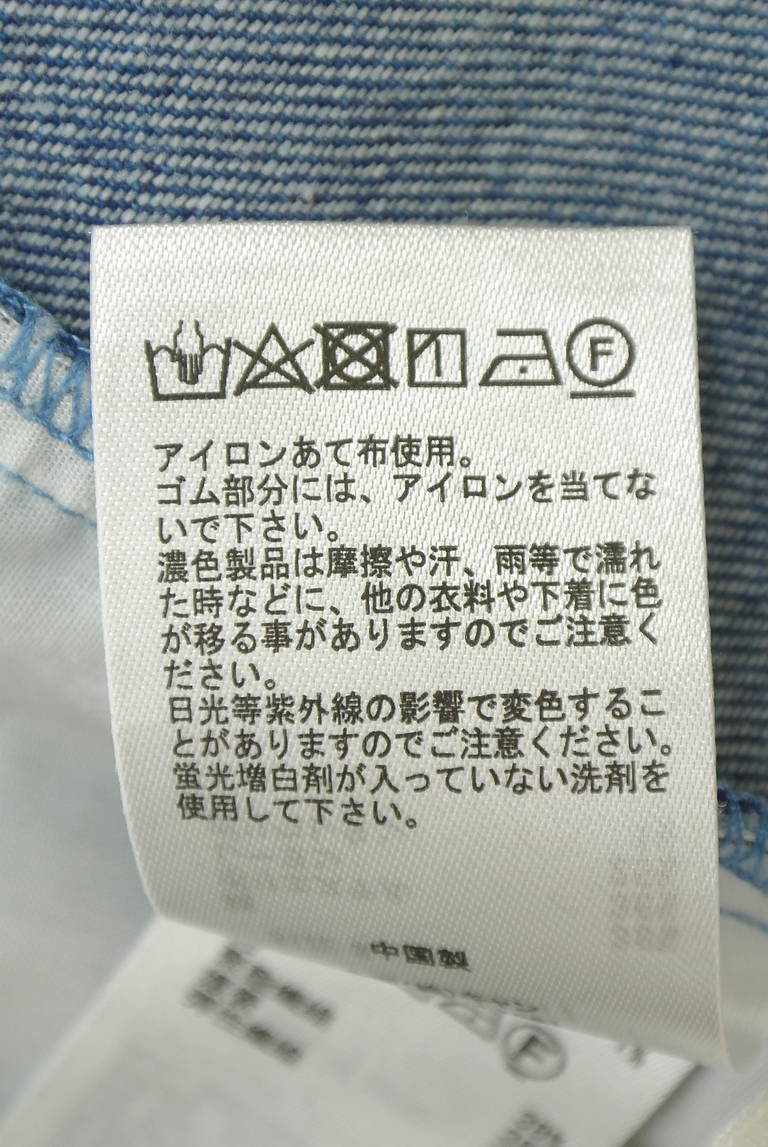 F
アイロンあて布使用。
ゴム部分には、アイロンを当てな
いで下さい。
濃色製品は摩擦や汗、雨等で濡れ
た時などに、他の衣料や下着に色
が移る事がありますのでご注意く
ださい。
日光等紫外線の影響で変色するこ
とがありますのでご注意ください。
蛍光増白剤が入っていない洗剤を
使用して下さい。
中国製
F